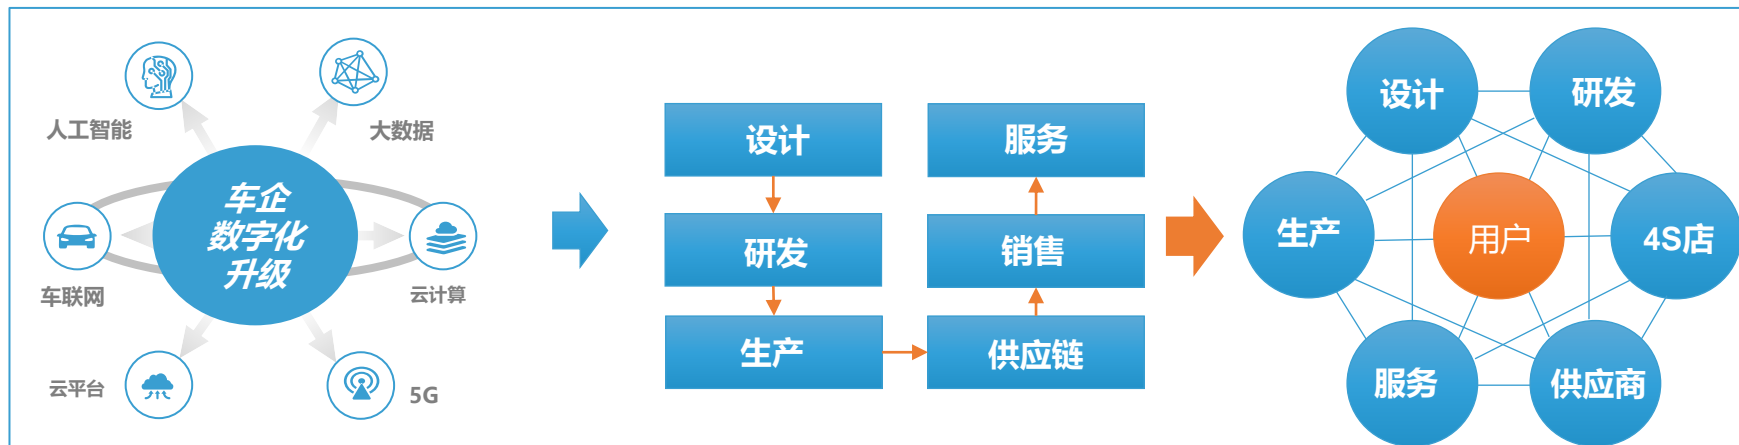 人工智能
大数据
车企
数字化
升级
车联网
云计算
云平台
5G
设计
服务
研发
销售
生产
供应链
设计
研发
生产
用户
4S店
服务
供应商